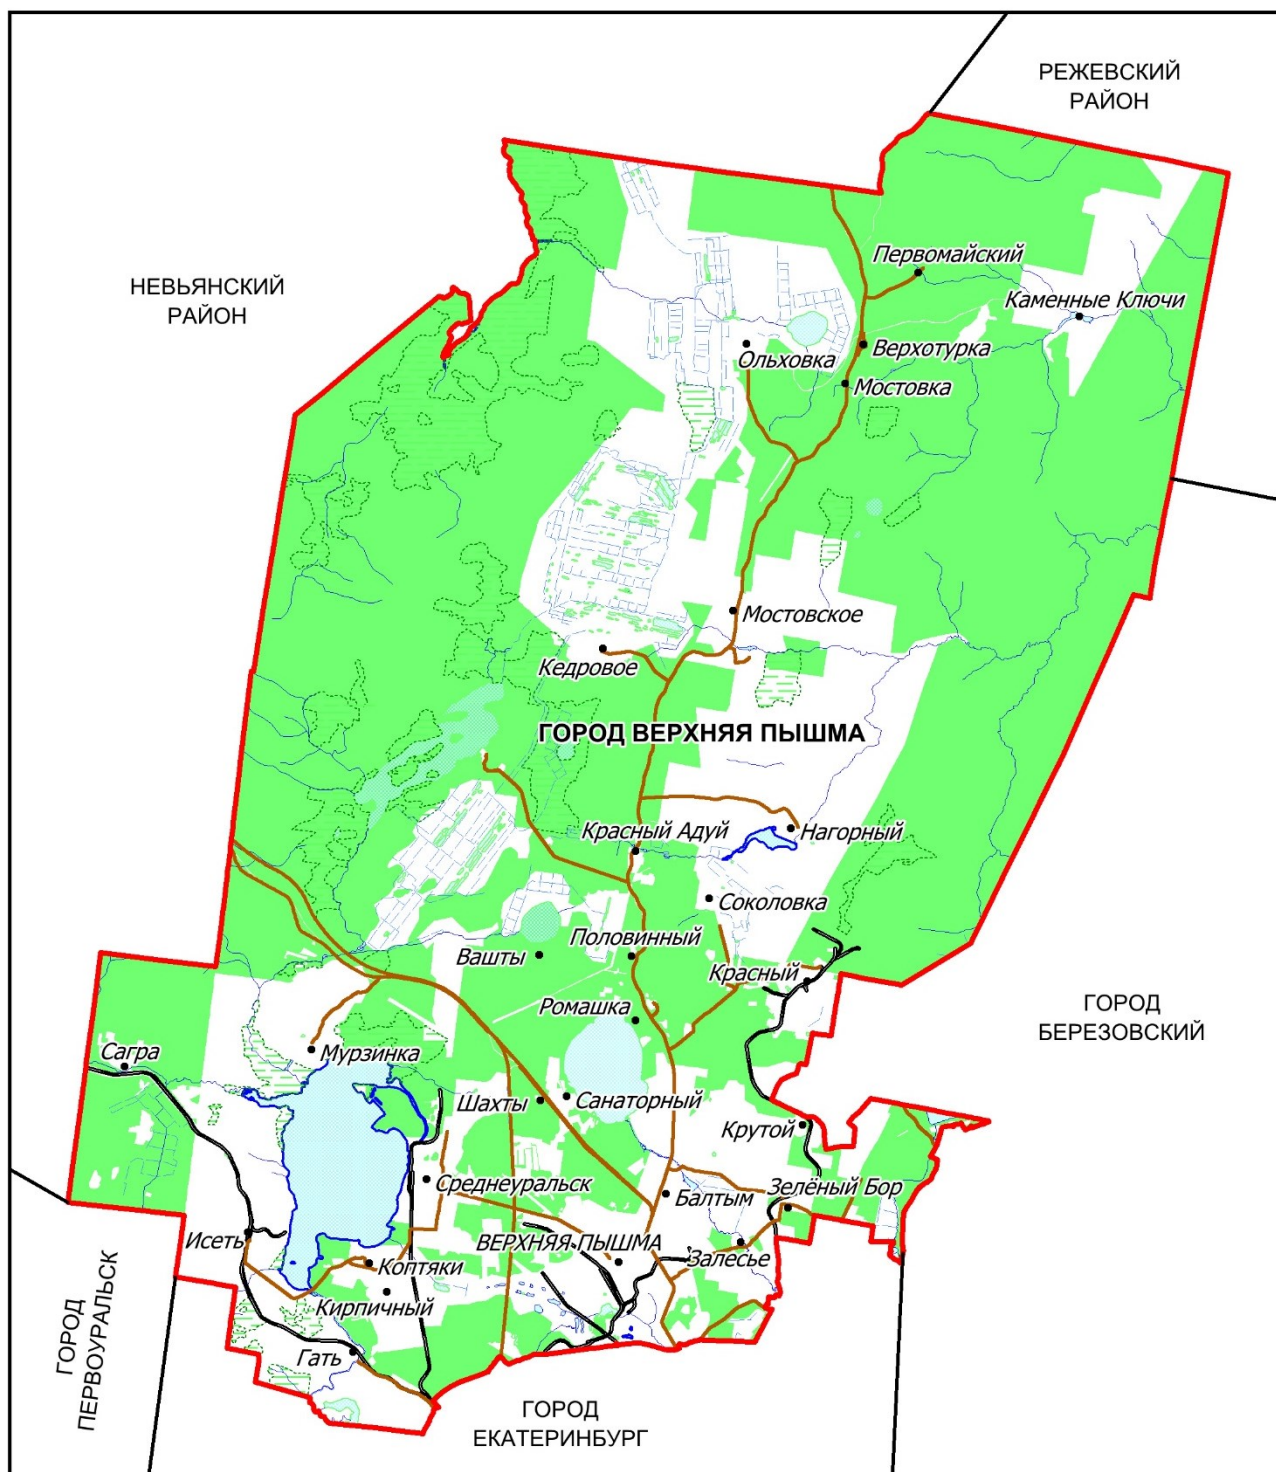 РЕЖЕВСКИЙ
РАЙОН
НЕВЬЯНСКИЙ
РАЙОН
Первомайский
Каменные Ключи
Ольховка
Верхотурка
Мостовка
Мостовское
Кедровое
ГОРОД ВЕРХНЯЯ ПЫШМА
Красный Адуй
Нагорный
Соколовка
Половинный
Вашты
Красный
Ромашка
ГОРОД
БЕРЕЗОВСКИЙ
Сагра
Мурзинка
Шахты
Санаторный
Крутой
Среднеуральск
Балтым
Зелёный Бор
Исеть
ВЕРХНЯЯ ПЫШМА
Залесье
Коптяки
Кирпичный
Гать
ГОРОД
ПЕРВОУРАЛЬСК
ГОРОД
ЕКАТЕРИНБУРГ